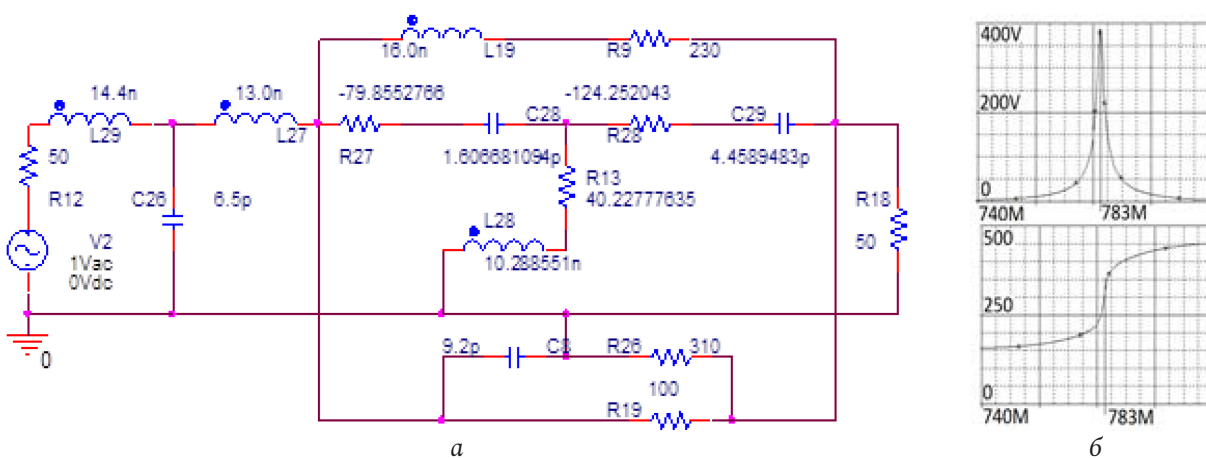 16.0n L19 R9 230
14.4n 13.0n -79.8552766 -124.252043
L29 L27 C28 R28 C29
50 R27 1.606681094p 4.4589483p
R12 C26 6.5p R13 R18
40.22777635
L28
V2 50
1Vac 10.288551n
0Vdc
0
9.2p C8 R26 310
100
R19
а
400V
200V
0
740M 783M
500
250
0
740M 783M
б